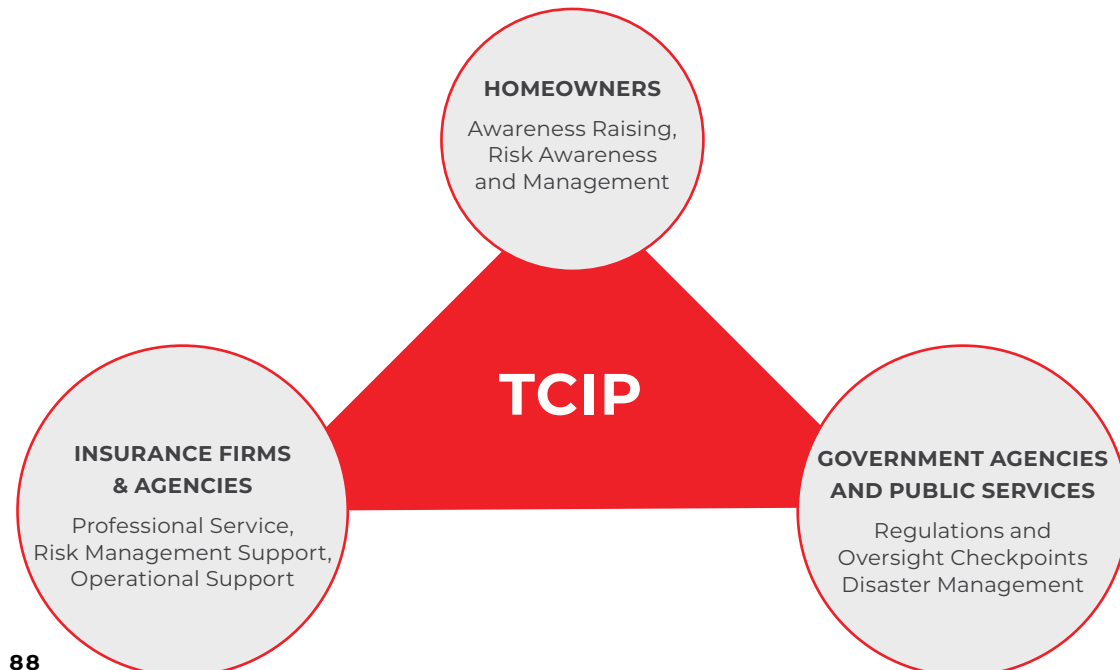 HOMEOWNERS
Awareness Raising,
Risk Awareness
and Management
TCIP
INSURANCE FIRMS
& AGENCIES
Professional Service,
Risk Management Support,
Operational Support
GOVERNMENT AGENCIES
AND PUBLIC SERVICES
Regulations and
Oversight Checkpoints
Disaster Management
88